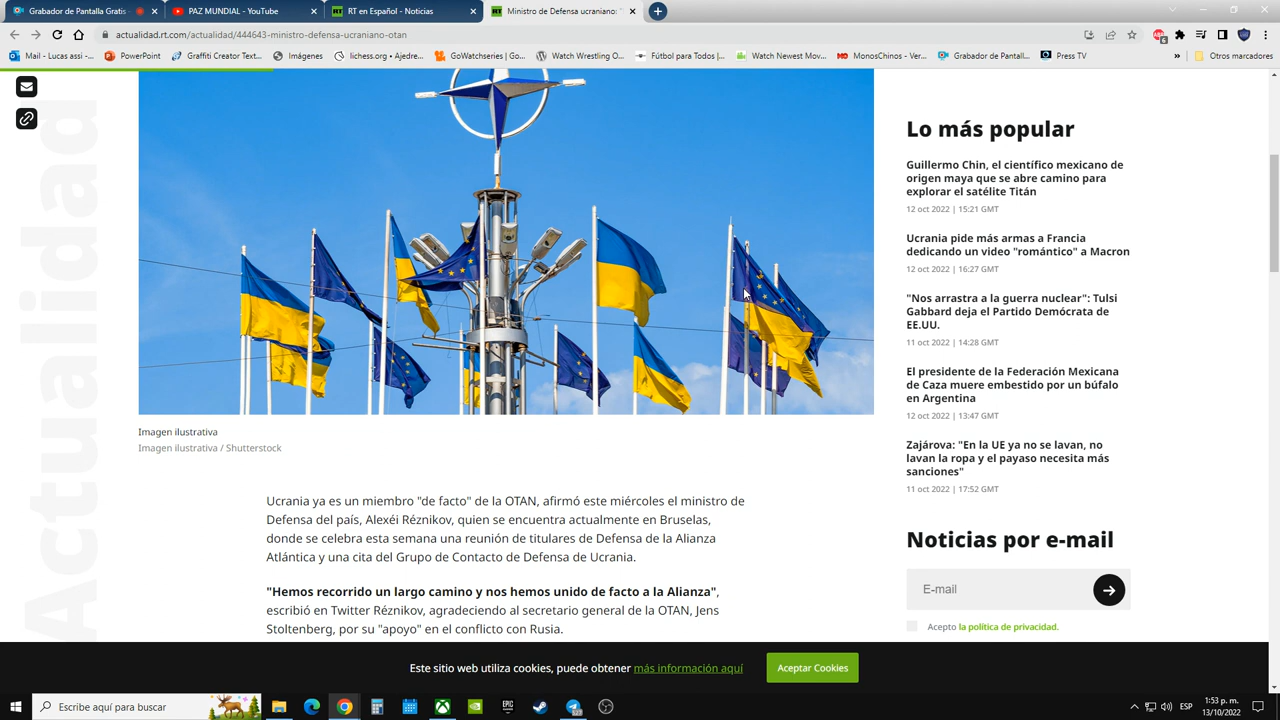 Grabador de Pantalla Gratis -
PAZ MUNDIAL - YouTube
RT en Español - Noticias
Ministro de Defensa ucraniano: "
actualidad.rt.com/actualidad/444643-ministro-defensa-ucraniano-otan
Mail - Lucas assi -...
PowerPoint
Graffiti Creator Text...
Imágenes
lichess.org • Ajedre...
GoWatchseries | Go...
Watch Wrestling O...
Fútbol para Todos |...
Watch Newest Mov...
MonosChinos - Ver...
Grabador de Pantall...
Press TV
»
Otros marcadores
Actualidad
Imagen ilustrativa
Imagen ilustrativa / Shutterstock
Ucrania ya es un miembro "de facto" de la OTAN, afirmó este miércoles el ministro de
Defensa del país, Alexéi Réznikov, quien se encuentra actualmente en Bruselas,
donde se celebra esta semana una reunión de titulares de Defensa de la Alianza
Atlántica y una cita del Grupo de Contacto de Defensa de Ucrania.
"Hemos recorrido un largo camino y nos hemos unido de facto a la Alianza",
escribió en Twitter Réznikov, agradeciendo al secretario general de la OTAN, Jens
Stoltenberg, por su "apoyo" en el conflicto con Rusia.
Lo más popular
Guillermo Chin, el científico mexicano de
origen maya que se abre camino para
explorar el satélite Titán
12 oct 2022 | 15:21 GMT
Ucrania pide más armas a Francia
dedicando un video "romántico" a Macron
12 oct 2022 | 16:27 GMT
"Nos arrastra a la guerra nuclear": Tulsi
Gabbard deja el Partido Demócrata de
EE.UU.
11 oct 2022 | 14:28 GMT
El presidente de la Federación Mexicana
de Caza muere embestido por un búfalo
en Argentina
12 oct 2022 | 13:47 GMT
Zajárova: "En la UE ya no se lavan, no
lavan la ropa y el payaso necesita más
sanciones"
11 oct 2022 | 17:52 GMT
Noticias por e-mail
E-mail
Acepto la política de privacidad.
Este sitio web utiliza cookies, puede obtener más información aquí
Aceptar Cookies
Escribe aquí para buscar
EPIC
ESP
1:53 p. m.
13/10/2022